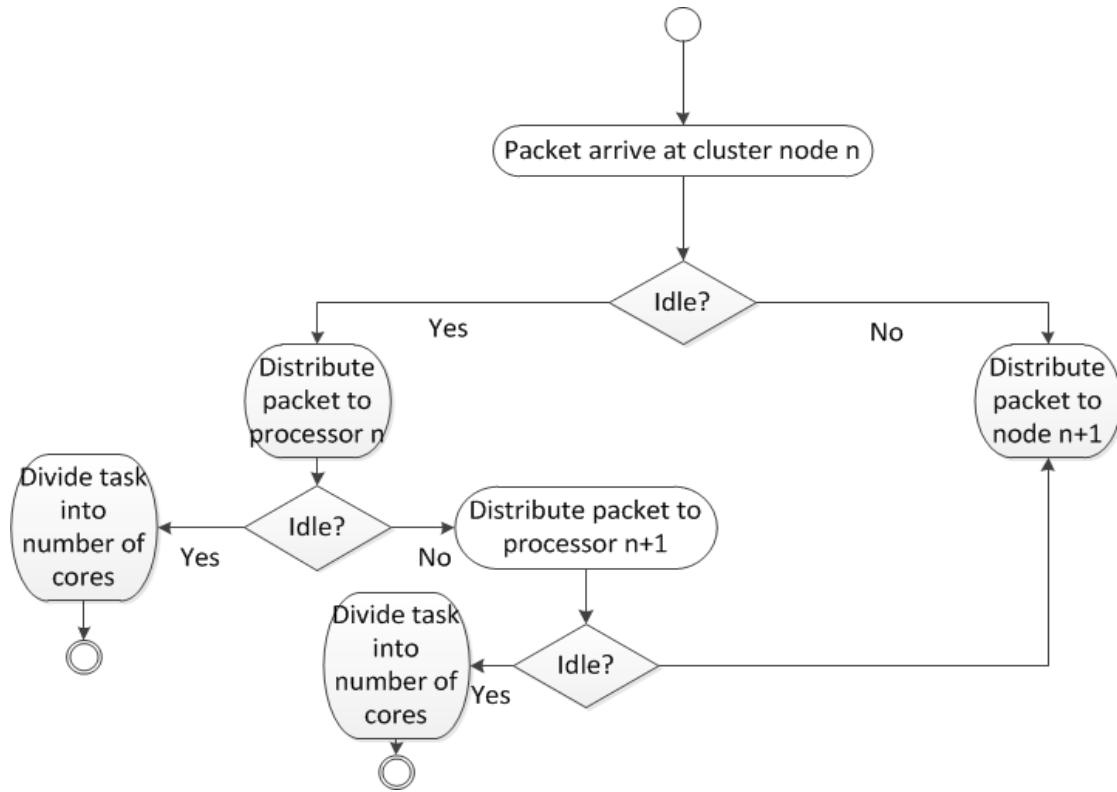 Packet arrive at cluster node n
Idle?
Yes
No
Distribute
packet to
processor n
Distribute
packet to
node n+1
Divide task
into
number of
cores
Yes
Idle?
No
Distribute packet to
processor n+1
Divide task
into
number of
cores
Yes
Idle?